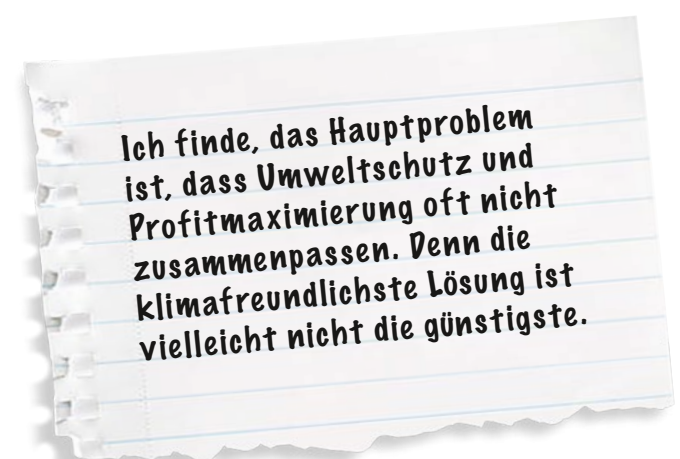 Ich finde, das Hauptproblem
ist, dass Umweltschutz und
Profitmaximierung oft nicht
zusammenpassen. Denn die
klimafreundlichste Lösung ist
vielleicht nicht die günstigste.